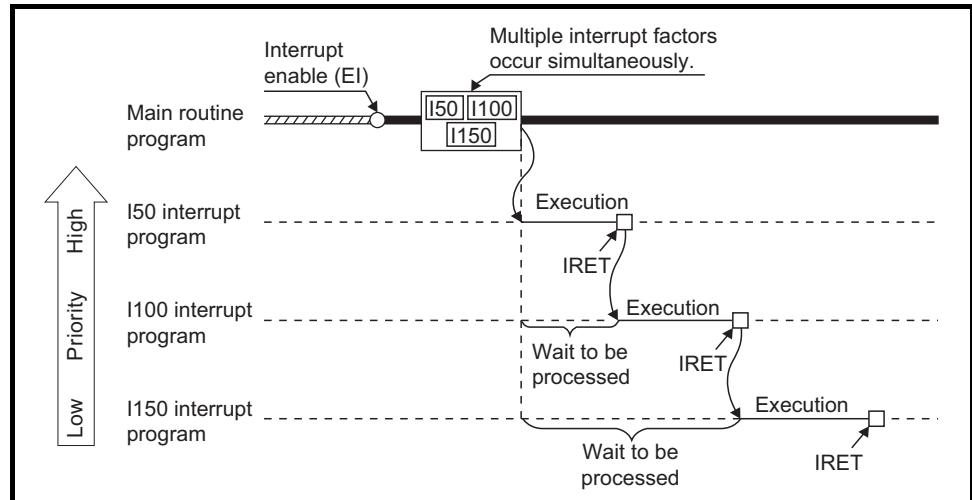 Interrupt
enable (EI)
Multiple interrupt factors
occur simultaneously.
Main routine
program
I50 I100
I150
High
Priority
Low
I50 interrupt
program
Execution
IRET
I100 interrupt
program
Execution
Wait to be
processed
IRET
I150 interrupt
program
Execution
Wait to be
processed
IRET